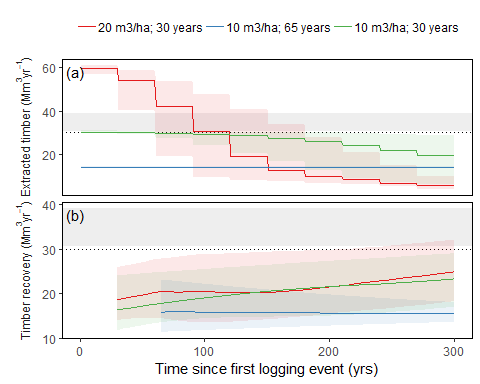 20 m3/ha; 30 years 10 m3/ha; 65 years 10 m3/ha; 30 years
(a)
Extracted timber (Mm³yr⁻¹)
60
40
20
(b)
Timber recovery (Mm³yr⁻¹)
40
30
20
10
0 100 200 300
Time since first logging event (yrs)